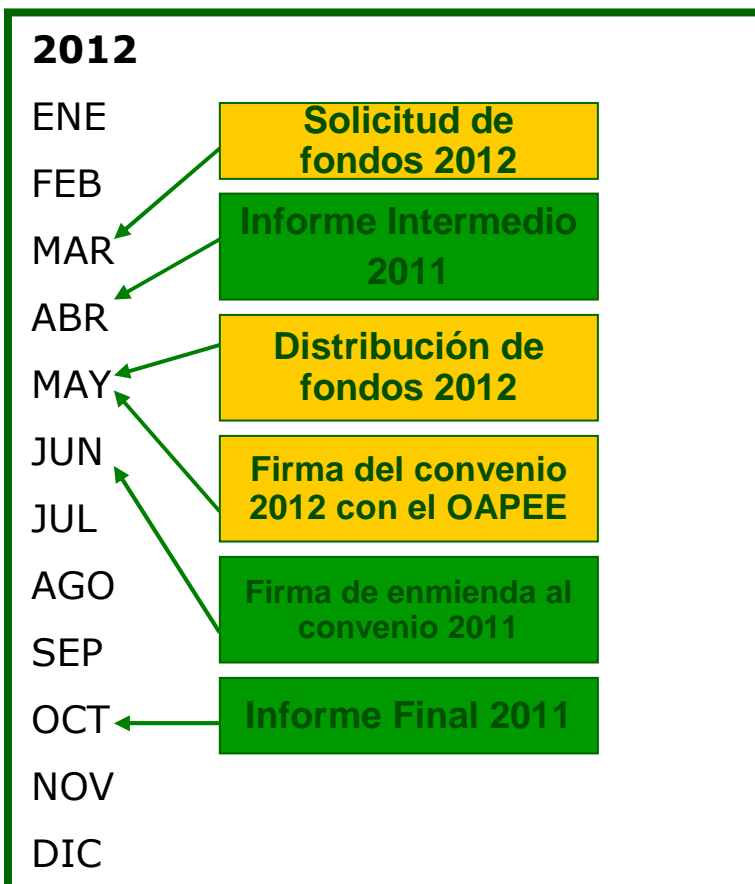 2012
ENE
FEB
MAR
ABR
MAY
JUN
JUL
AGO
SEP
OCT
NOV
DIC
Solicitud de
fondos 2012
Informe Intermedio
2011
Distribución de
fondos 2012
Firma del convenio
2012 con el OAPEE
Firma de enmienda al
convenio 2011
Informe Final 2011